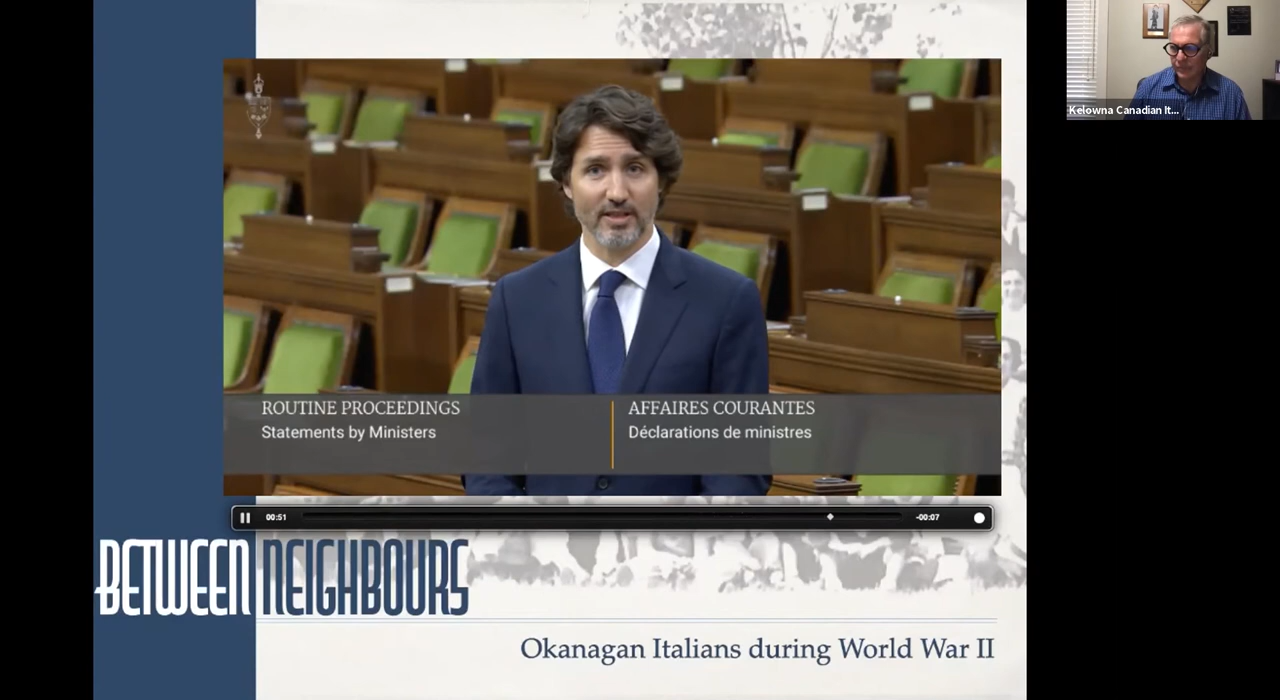 Kelowna Canadian It...
ROUTINE PROCEEDINGS
Statements by Ministers
AFFAIRES COURANTES
Déclarations de ministres
00:51
-00:07
BETWEEN NEIGHBOURS
Okanagan Italians during World War II